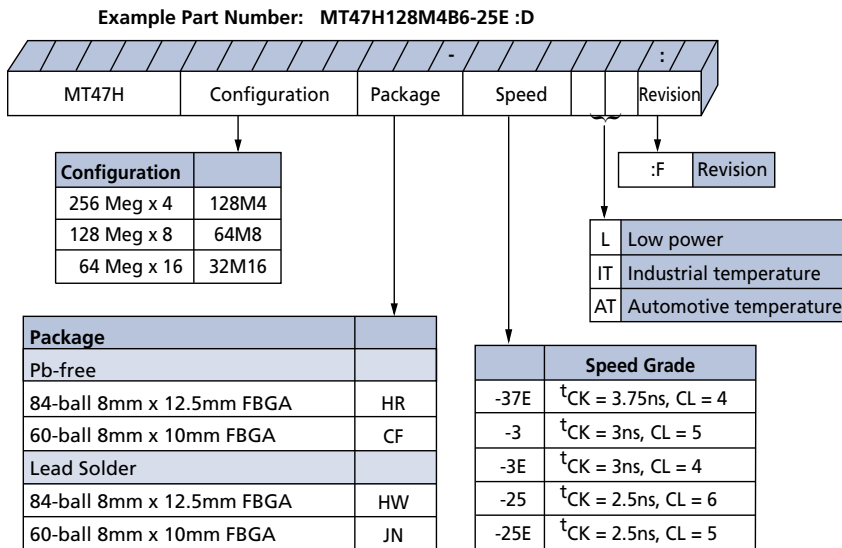 Example Part Number: MT47H128M4B6-25E :D
- :
MT47H Configuration Package Speed Revision
Configuration
256 Meg x 4 128M4
128 Meg x 8 64M8
64 Meg x 16 32M16
:F Revision
L Low power
IT Industrial temperature
AT Automotive temperature
Package
Pb-free
84-ball 8mm x 12.5mm FBGA HR
60-ball 8mm x 10mm FBGA CF
Lead Solder
84-ball 8mm x 12.5mm FBGA HW
60-ball 8mm x 10mm FBGA JN
Speed Grade
-37E tCK = 3.75ns, CL = 4
-3 tCK = 3ns, CL = 5
-3E tCK = 3ns, CL = 4
-25 tCK = 2.5ns, CL = 6
-25E tCK = 2.5ns, CL = 5